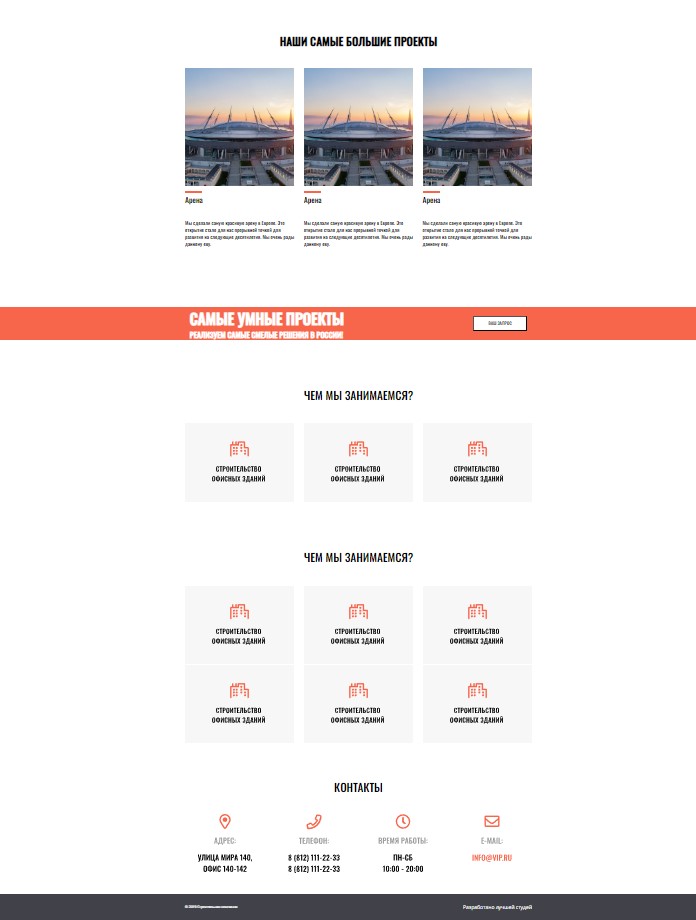 НАШИ САМЫЕ БОЛЬШИЕ ПРОЕКТЫ
Арена
Арена
Арена
Мы сделали самую красивую арену в Европе. Это
открытие стало для нас прорывной точкой для
развития на следующие десятилетия. Мы очень рады
данному яву.
Мы сделали самую красивую арену в Европе. Это
открытие стало для нас прорывной точкой для
развития на следующие десятилетия. Мы очень рады
данному яву.
Мы сделали самую красивую арену в Европе. Это
открытие стало для нас прорывной точкой для
развития на следующие десятилетия. Мы очень рады
данному яву.
САМЫЕ УМНЫЕ ПРОЕКТЫ
РЕАЛИЗУЕМ САМЫЕ СМЕЛЫЕ РЕШЕНИЯ В РОССИИ!
ВАШ ЗАПРОС
ЧЕМ МЫ ЗАНИМАЕМСЯ?
СТРОИТЕЛЬСТВО
ОФИСНЫХ ЗДАНИЙ
СТРОИТЕЛЬСТВО
ОФИСНЫХ ЗДАНИЙ
СТРОИТЕЛЬСТВО
ОФИСНЫХ ЗДАНИЙ
ЧЕМ МЫ ЗАНИМАЕМСЯ?
СТРОИТЕЛЬСТВО
ОФИСНЫХ ЗДАНИЙ
СТРОИТЕЛЬСТВО
ОФИСНЫХ ЗДАНИЙ
СТРОИТЕЛЬСТВО
ОФИСНЫХ ЗДАНИЙ
СТРОИТЕЛЬСТВО
ОФИСНЫХ ЗДАНИЙ
СТРОИТЕЛЬСТВО
ОФИСНЫХ ЗДАНИЙ
СТРОИТЕЛЬСТВО
ОФИСНЫХ ЗДАНИЙ
КОНТАКТЫ
АДРЕС:
УЛИЦА МИРА 140,
ОФИС 140-142
ТЕЛЕФОН:
8 (812) 111-22-33
8 (812) 111-22-33
ВРЕМЯ РАБОТЫ:
ПН-СБ
10:00 - 20:00
E-MAIL:
INFO@VIP.RU
Разработано лучшей студией